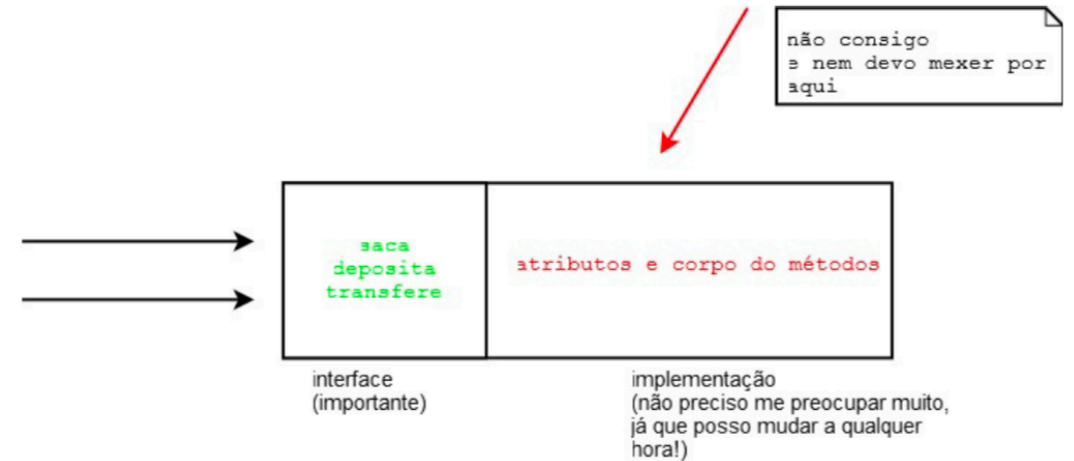 não consigo
e nem devo mexer por
aqui
saca
deposita
transfere
atributos e corpo do métodos
interface
(importante)
implementação
(não preciso me preocupar muito,
já que posso mudar a qualquer
hora!)